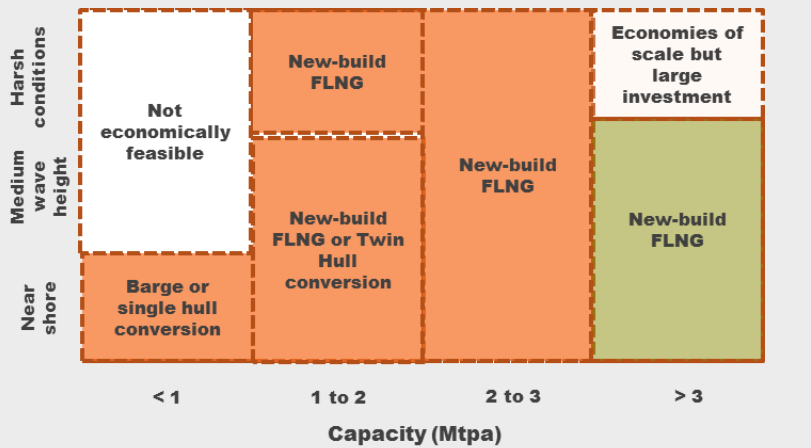 Harsh
conditions
Medium
wave
height
Near
shore
Not
economically
feasible
Barge or
single hull
conversion
New-build
FLNG
New-build
FLNG or Twin
Hull
conversion
New-build
FLNG
Economies of
scale but
large
investment
New-build
FLNG
< 1
1 to 2
2 to 3
> 3
Capacity (Mtpa)